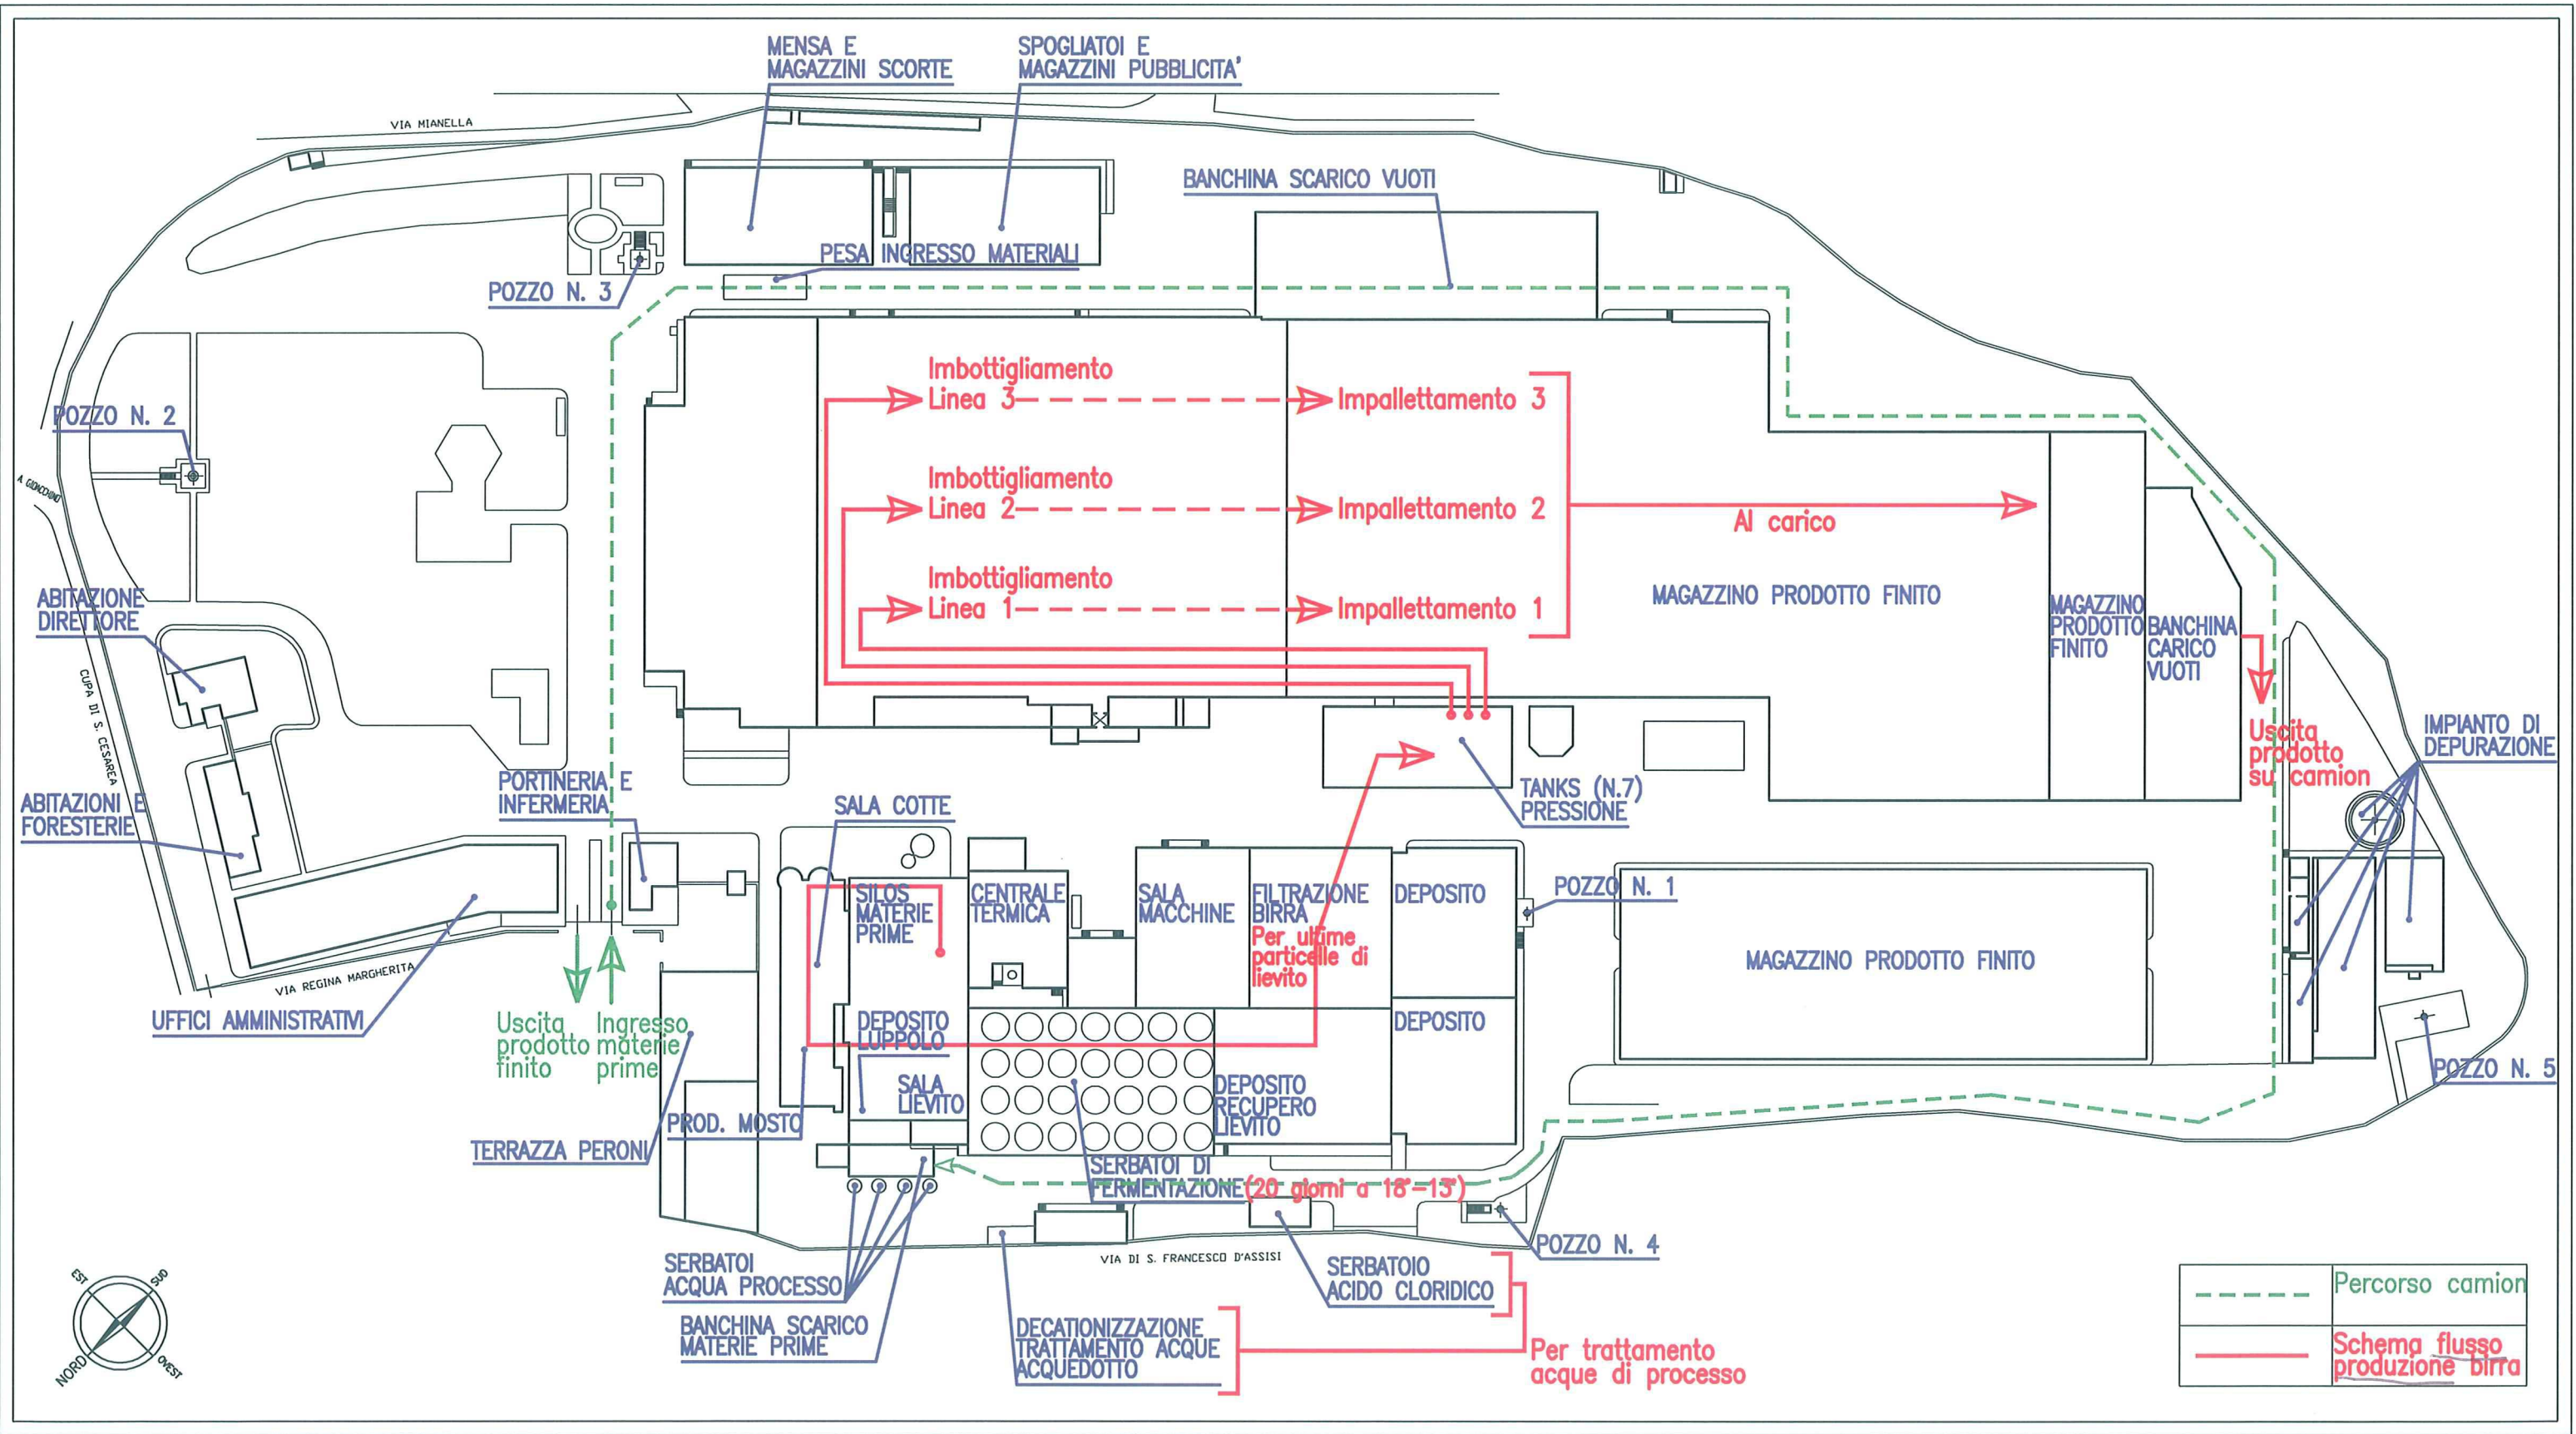 MENSA E
MAGAZZINI SCORTE
SPOGLIATOI E
MAGAZZINI PUBBLICITA'
VIA MIANELLA
BANCHINA SCARICO VUOTI
PESA INGRESSO MATERIALI
POZZO N. 3
Imbottigliamento
Linea 3
Impallettamento 3
POZZO N. 2
Imbottigliamento
Linea 2
Impallettamento 2
Al carico
Imbottigliamento
Linea 1
Impallettamento 1
MAGAZZINO PRODOTTO FINITO
MAGAZZINO
PRODOTTO
FINITO
BANCHINA
CARICO
VUOTI
ABITAZIONE
DIRETTORE
CUPA DI S. CESAREA
Uscita
prodotto
su camion
IMPIANTO DI
DEPURAZIONE
PORTINERIA E
INFERMERIA
ABITAZIONI E
FORESTERIE
SALA COTTE
TANKS (N.7)
PRESSIONE
SILOS
MATERIE
PRIME
CENTRALE
TERMICA
SALA
MACCHINE
FILTRAZIONE
BIRRA
Per ultime
particelle di
lievito
DEPOSITO
POZZO N. 1
MAGAZZINO PRODOTTO FINITO
VIA REGINA MARGHERITA
UFFICI AMMINISTRATIVI
Uscita
prodotto
finito
Ingresso
materie
prime
DEPOSITO
LUPPOLO
DEPOSITO
SALA
LIEVITO
DEPOSITO
RECUPERO
LIEVITO
POZZO N. 5
PROD. MOSTO
TERRAZZA PERONI
SERBATOI DI
FERMENTAZIONE
(20 giorni a 18°-13°)
POZZO N. 4
VIA DI S. FRANCESCO D'ASSISI
SERBATOI
ACQUA PROCESSO
SERBATOIO
ACIDO CLORIDICO
BANCHINA SCARICO
MATERIE PRIME
DECATIONIZZAZIONE
TRATTAMENTO ACQUE
ACQUEDOTTO
Per trattamento
acque di processo
EST
SUD
NORD
OVEST
Percorso camion
Schema flusso
produzione birra